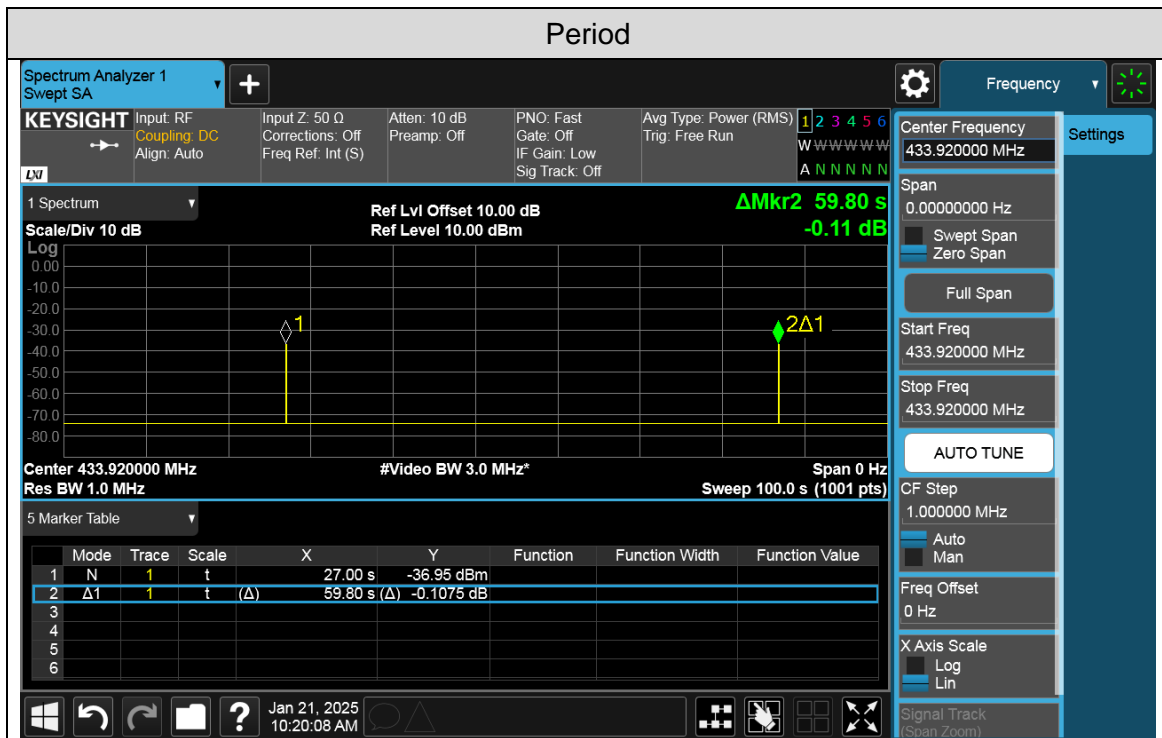 Period
Spectrum Analyzer 1
Swept SA
+
Frequency
KEYSIGHT
LXI
Input: RF
Coupling: DC
Align: Auto
Input Z: 50 Ω
Corrections: Off
Freq Ref: Int (S)
Atten: 10 dB
Preamp: Off
PNO: Fast
Gate: Off
IF Gain: Low
Sig Track: Off
Avg Type: Power (RMS)
Trig: Free Run
1 2 3 4 5 6
W W W W W W
A N N N N N
Center Frequency
433.920000 MHz
Settings
1 Spectrum
Scale/Div 10 dB
Ref Lvl Offset 10.00 dB
Ref Level 10.00 dBm
ΔMkr2 59.80 s
-0.11 dB
Log
0.00
-10.0
-20.0
-30.0
-40.0
-50.0
-60.0
-70.0
-80.0
1
2Δ1
Center 433.920000 MHz
Res BW 1.0 MHz
#Video BW 3.0 MHz*
Span 0 Hz
Sweep 100.0 s (1001 pts)
Span
0.00000000 Hz
Swept Span
Zero Span
Full Span
Start Freq
433.920000 MHz
Stop Freq
433.920000 MHz
AUTO TUNE
CF Step
1.000000 MHz
Auto
Man
Freq Offset
0 Hz
X Axis Scale
Log
Lin
Signal Track
(Span Zoom)
5 Marker Table
Mode Trace Scale X Y Function Function Width Function Value
1 N 1 t 27.00 s -36.95 dBm
2 Δ1 1 t (Δ) 59.80 s (Δ) -0.1075 dB
3
4
5
6
?
Jan 21, 2025
10:20:08 AM